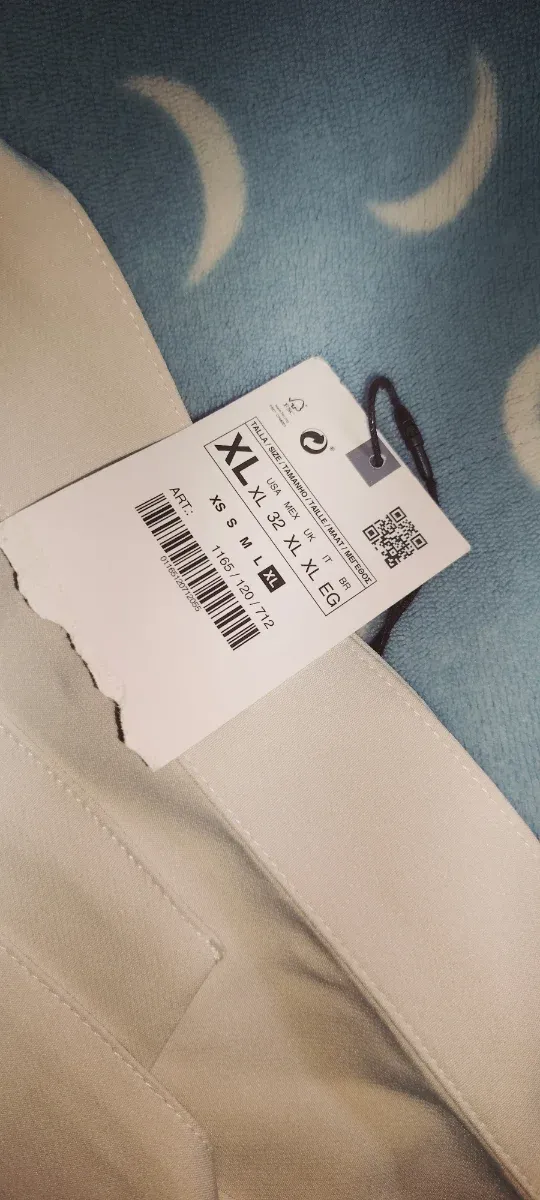 TALLA / SIZE / TAMANHO / TAILLE / MAAT / ΜΕΓΕΘΟΣ
XL
USA MEX UK IT BR
XL 32 XL XL EG
XS S M L XL
ART.:
1165 / 120 / 712
01165120712055